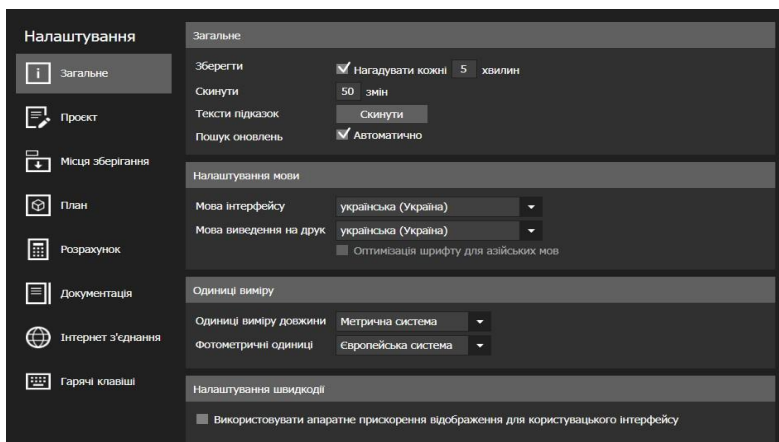 Налаштування
Загальне
Проєкт
Місця зберігання
План
Розрахунок
Документація
Інтернет з'єднання
Гарячі клавіші
Загальне
Зберегти Нагадувати кожні 5 хвилин
Скинути 50 змін
Тексти підказок Скинути
Пошук оновлень Автоматично
Налаштування мови
Мова інтерфейсу українська (Україна)
Мова виведення на друк українська (Україна)
Оптимізація шрифту для азійських мов
Одиниці виміру
Одиниці виміру довжини Метрична система
Фотометричні одиниці Європейська система
Налаштування швидкодії
Використовувати апаратне прискорення відображення для користувацького інтерфейсу